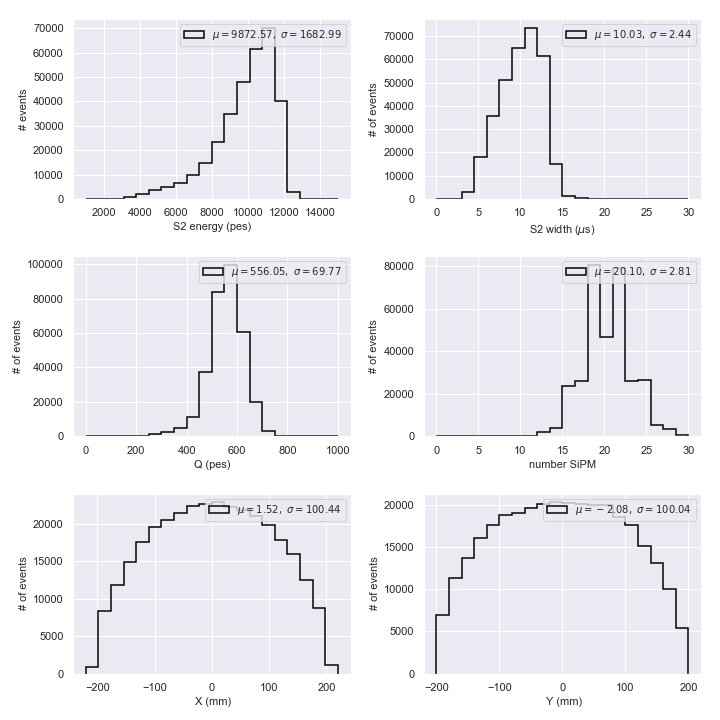 μ = 9872.57, σ = 1682.99
# events
70000
60000
50000
40000
30000
20000
10000
0
2000 4000 6000 8000 10000 12000 14000
S2 energy (pes)
μ = 10.03, σ = 2.44
# of events
70000
60000
50000
40000
30000
20000
10000
0
0 5 10 15 20 25 30
S2 width (μs)
μ = 556.05, σ = 69.77
# of events
100000
80000
60000
40000
20000
0
0 200 400 600 800 1000
Q (pes)
μ = 20.10, σ = 2.81
# of events
80000
60000
40000
20000
0
0 5 10 15 20 25 30
number SiPM
μ = 1.52, σ = 100.44
# of events
20000
15000
10000
5000
0
−200 −100 0 100 200
X (mm)
μ = −2.08, σ = 100.04
# of events
20000
15000
10000
5000
0
−200 −100 0 100 200
Y (mm)